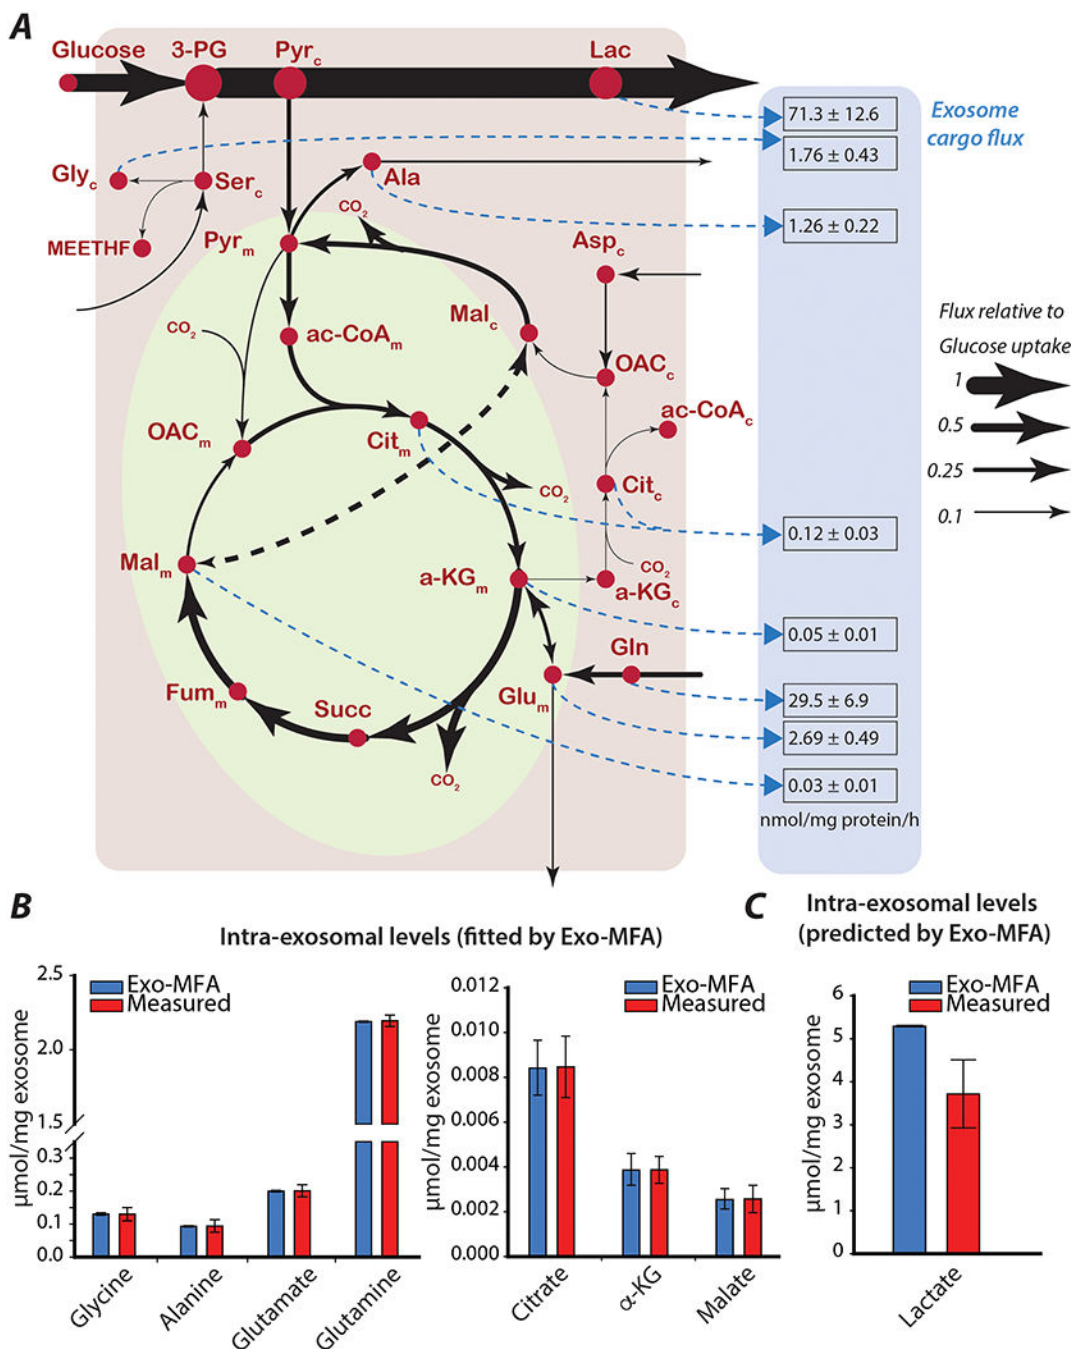 A
Glucose 3-PG Pyrc Lac
71.3 ± 12.6
Exosome
cargo flux
1.76 ± 0.43
Glyc Serc Ala
CO2
1.26 ± 0.22
MEETHF Pyrm Aspc
CO2 ac-CoAm Malc
OACc
ac-CoAc
OACm Citm
CO2 Citc
0.12 ± 0.03
Malm a-KGm CO2
a-KGc
0.05 ± 0.01
Gln
Fumm Succ Glum
29.5 ± 6.9
2.69 ± 0.49
CO2
0.03 ± 0.01
nmol/mg protein/h
Flux relative to
Glucose uptake
1
0.5
0.25
0.1
B
Intra-exosomal levels (fitted by Exo-MFA)
μmol/mg exosome
2.5
2.0
1.5
0.3
0.2
0.1
0.0
Exo-MFA
Measured
Glycine
Alanine
Glutamate
Glutamine
μmol/mg exosome
0.012
0.010
0.008
0.006
0.004
0.002
0.000
Exo-MFA
Measured
Citrate
α-KG
Malate
C
Intra-exosomal levels
(predicted by Exo-MFA)
μmol/mg exosome
6
5
4
3
2
1
0
Exo-MFA
Measured
Lactate